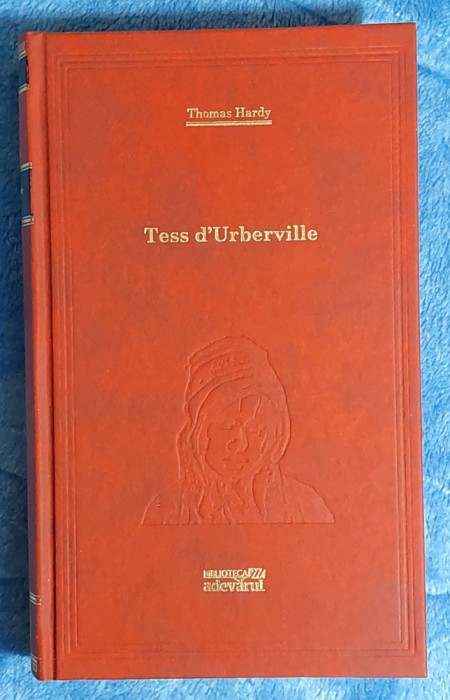 Thomas Hardy
Tess d'Urberville
BIBLIOTECA
adevărul